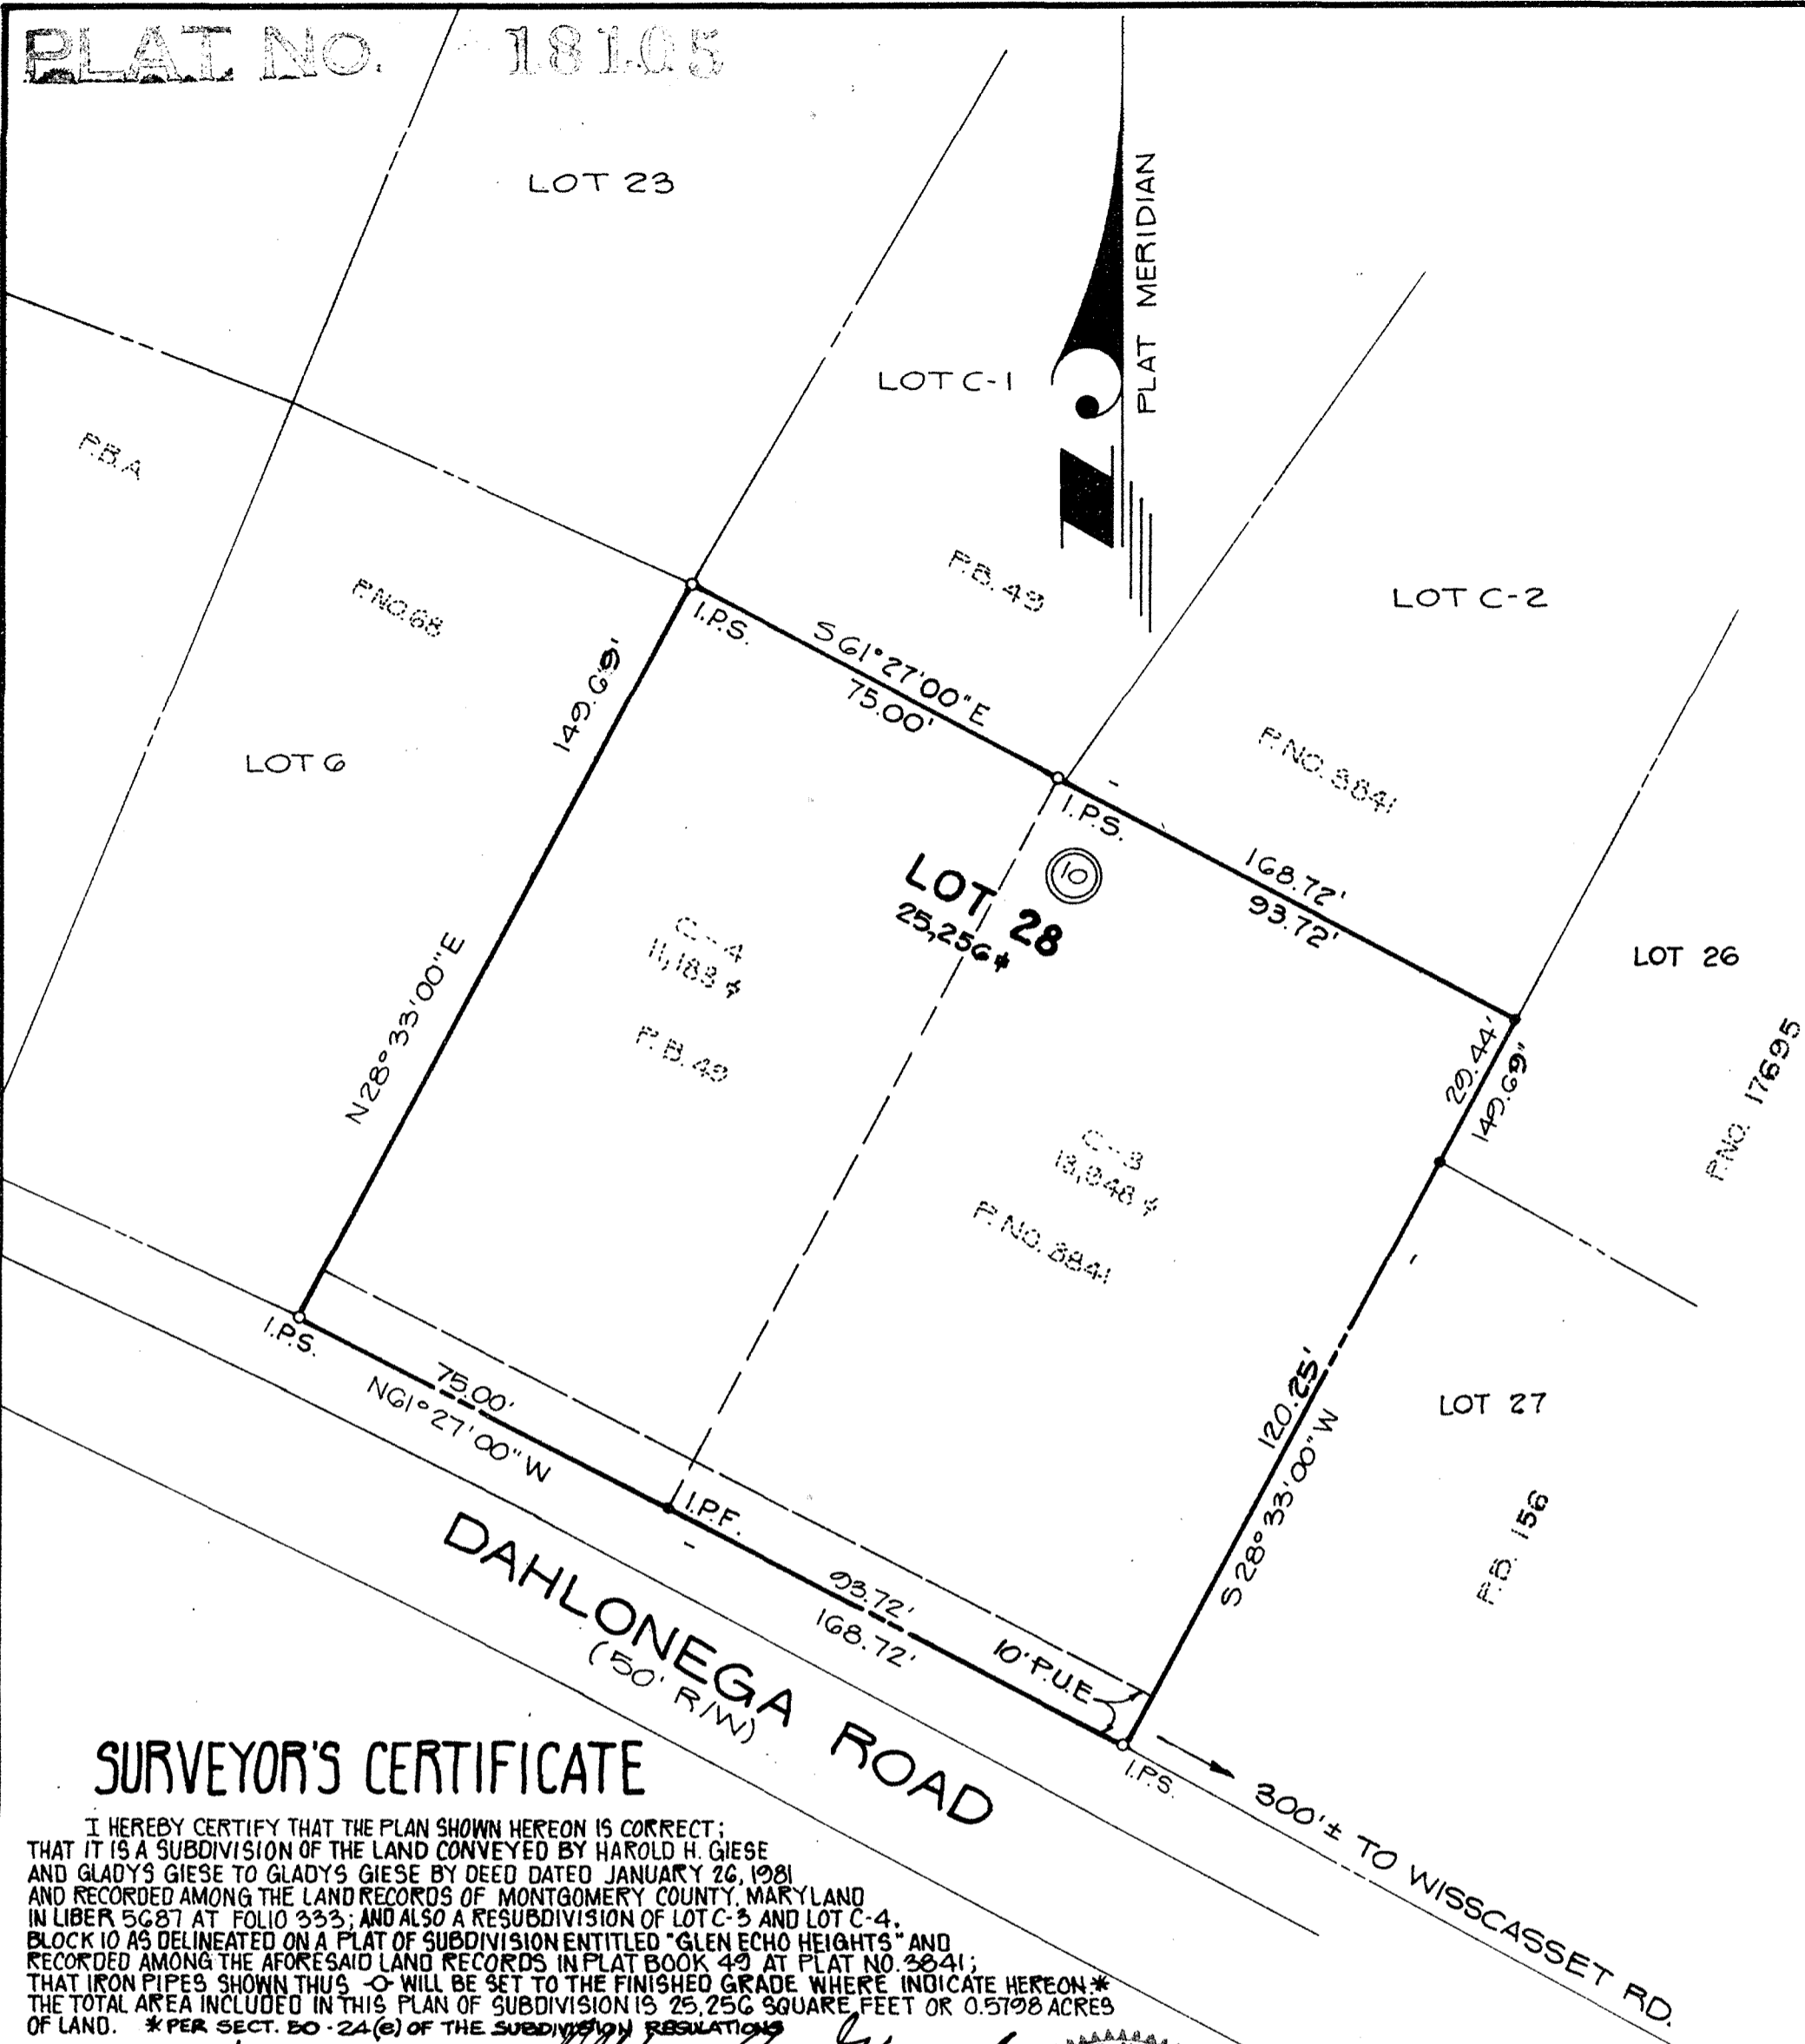 PLAT NO. 18105
LOT 23
PLAT MERIDIAN
LOT C-1
P.B.A
P.B. 49
LOT C-2
P.NO.68
I.P.S.
S 61°27'00"E
75.00'
149.69'
P.NO. 3841
LOT 6
I.P.S.
168.72'
93.72'
10
LOT 28
25,256⌗
C-4
11,183⌗
P.B. 49
LOT 26
29.44'
149.69'
P.NO. 17695
N 28°33'00"E
C-3
P.NO. 3841
I.P.S.
75.00'
N61°27'00"W
120.25'
S 28°33'00"W
LOT 27
P.B. 156
I.P.F.
93.72'
168.72'
10' P.U.E
DAHLONEGA ROAD
(50' R/W)
I.P.S.
300'± TO WISSCASSET RD.
SURVEYOR'S CERTIFICATE
I HEREBY CERTIFY THAT THE PLAN SHOWN HEREON IS CORRECT;
THAT IT IS A SUBDIVISION OF THE LAND CONVEYED BY HAROLD H. GIESE
AND GLADYS GIESE TO GLADYS GIESE BY DEED DATED JANUARY 26, 1981
AND RECORDED AMONG THE LAND RECORDS OF MONTGOMERY COUNTY, MARYLAND
IN LIBER 5687 AT FOLIO 333; AND ALSO A RESUBDIVISION OF LOT C-3 AND LOT C-4,
BLOCK 10 AS DELINEATED ON A PLAT OF SUBDIVISION ENTITLED "GLEN ECHO HEIGHTS" AND
RECORDED AMONG THE AFORESAID LAND RECORDS IN PLAT BOOK 49 AT PLAT NO. 3841;
THAT IRON PIPES SHOWN THUS -O- WILL BE SET TO THE FINISHED GRADE WHERE INDICATE HEREON.*
THE TOTAL AREA INCLUDED IN THIS PLAN OF SUBDIVISION IS 25,256 SQUARE FEET OR 0.5798 ACRES
OF LAND. *PER SECT. 50-24(e) OF THE SUBDIVISION REGULATIONS